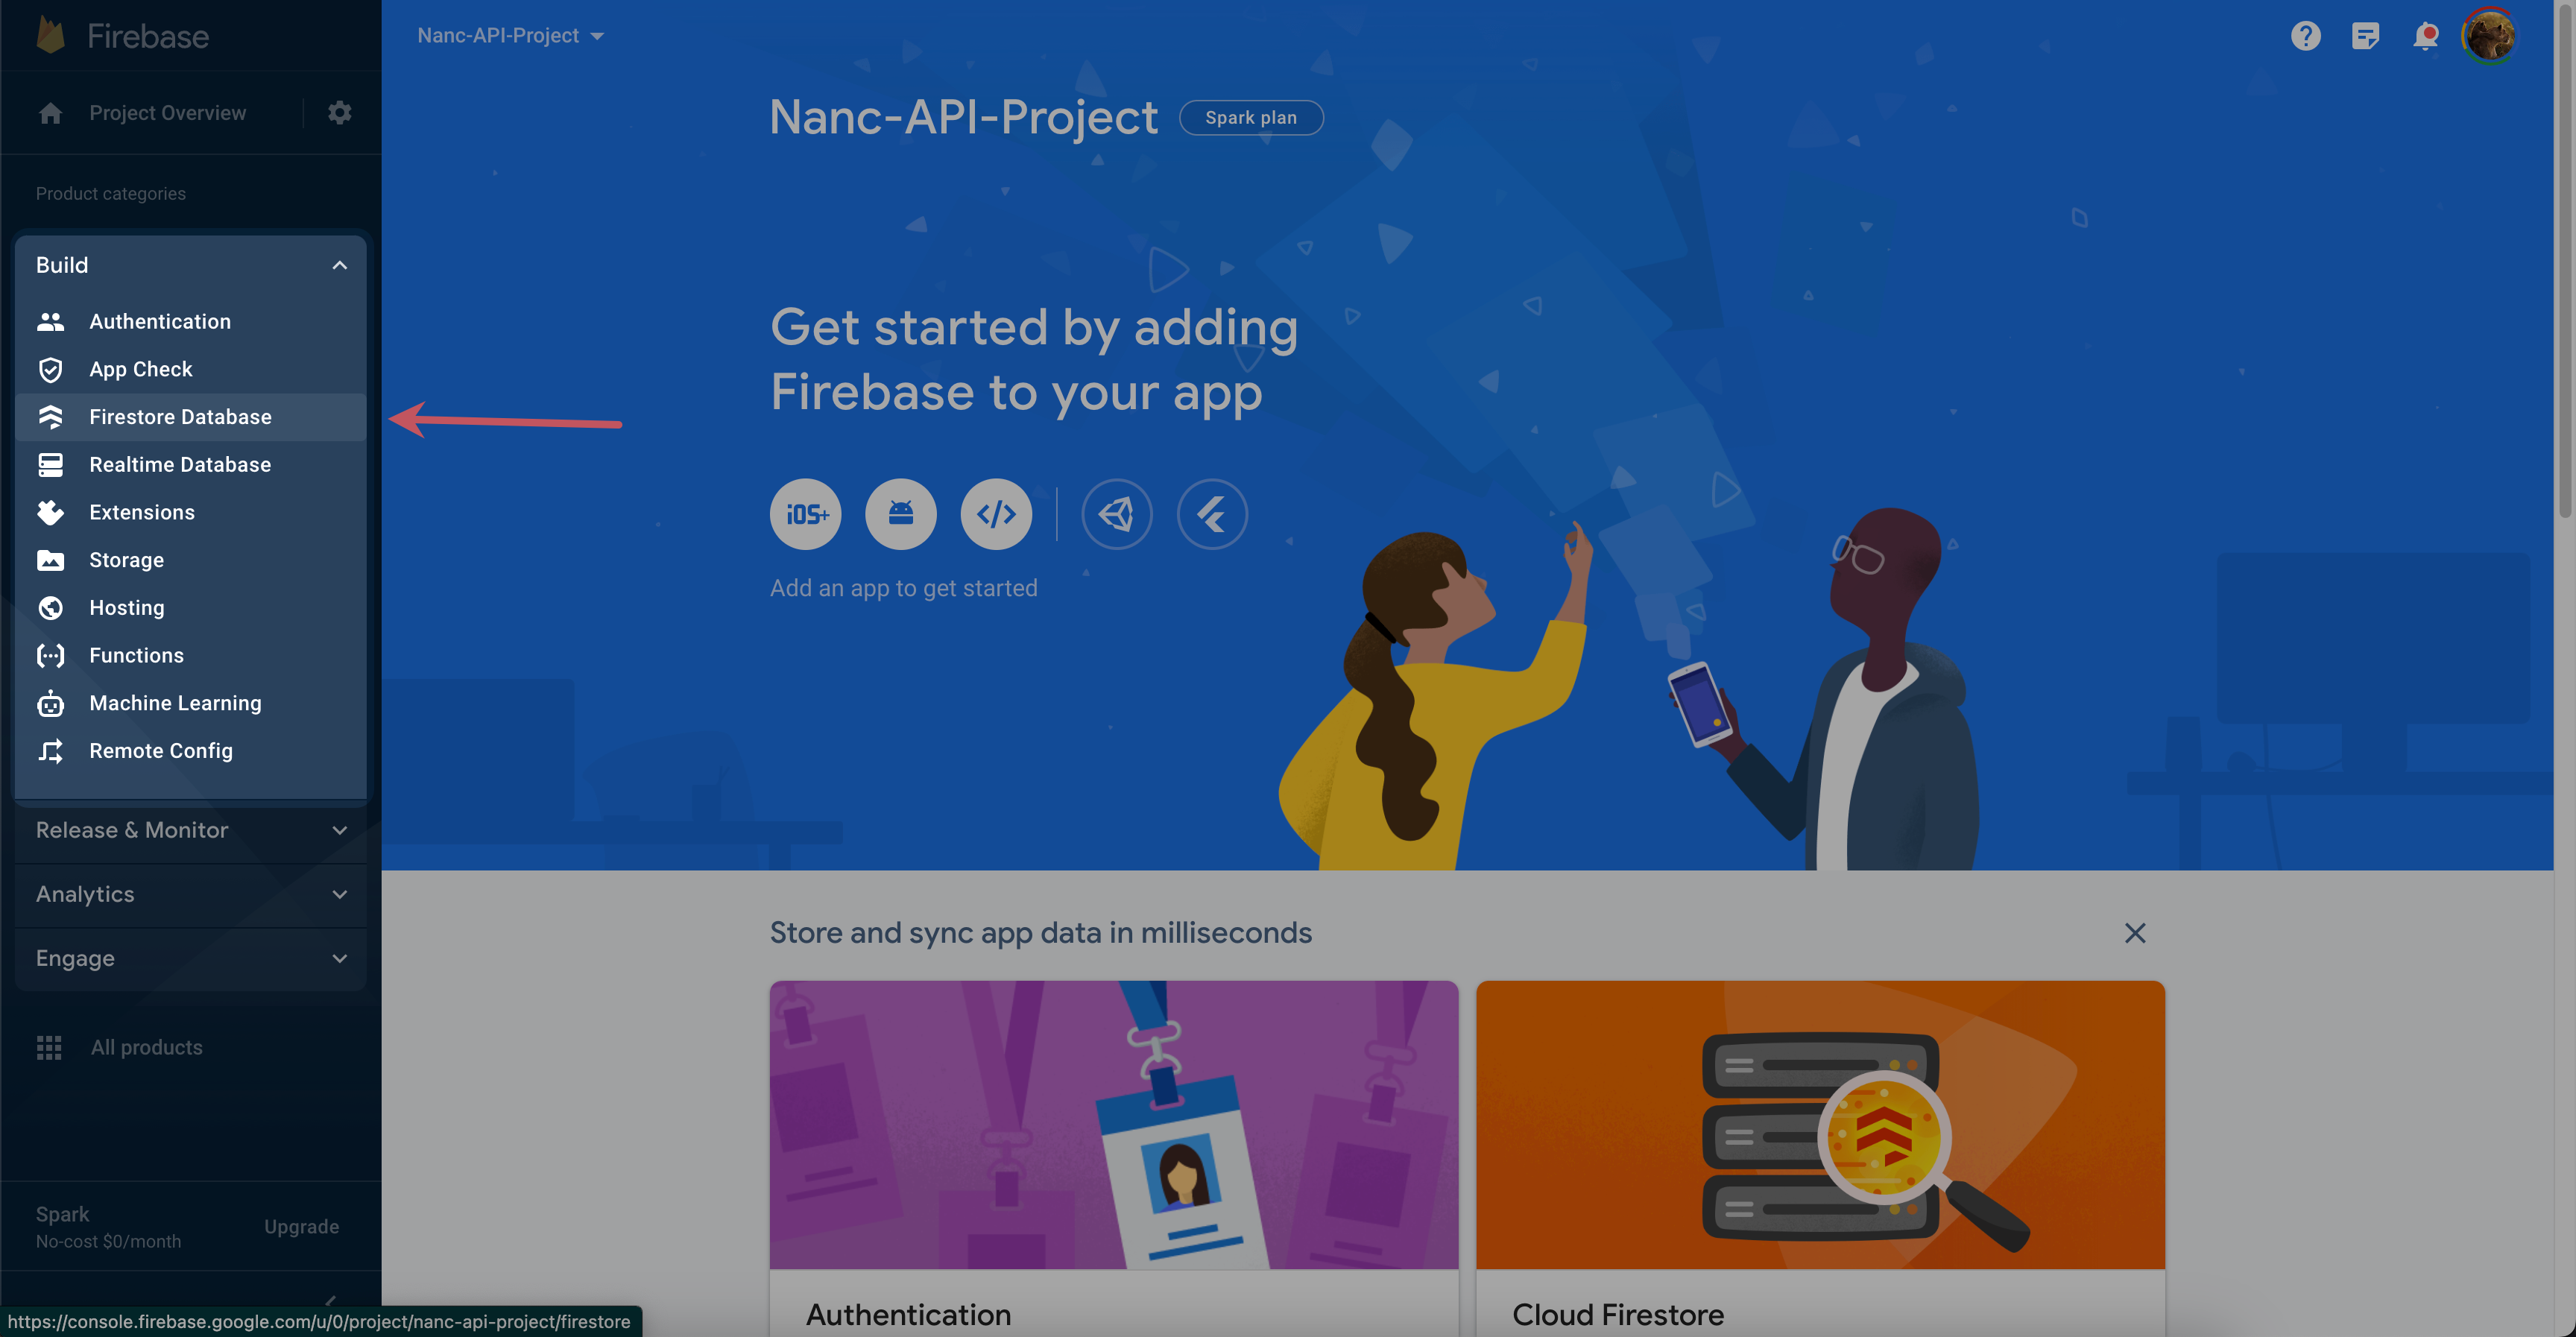 Firebase
Project Overview
Product categories
Build
Authentication
App Check
Firestore Database
Realtime Database
Extensions
Storage
Hosting
Functions
Machine Learning
Remote Config
Release & Monitor
Analytics
Engage
All products
Spark
No-cost $0/month
Upgrade
https://console.firebase.google.com/u/0/project/nanc-api-project/firestore
Nanc-API-Project
Nanc-API-Project
Spark plan
Get started by adding
Firebase to your app
iOS+
Add an app to get started
Store and sync app data in milliseconds
Authentication
Cloud Firestore